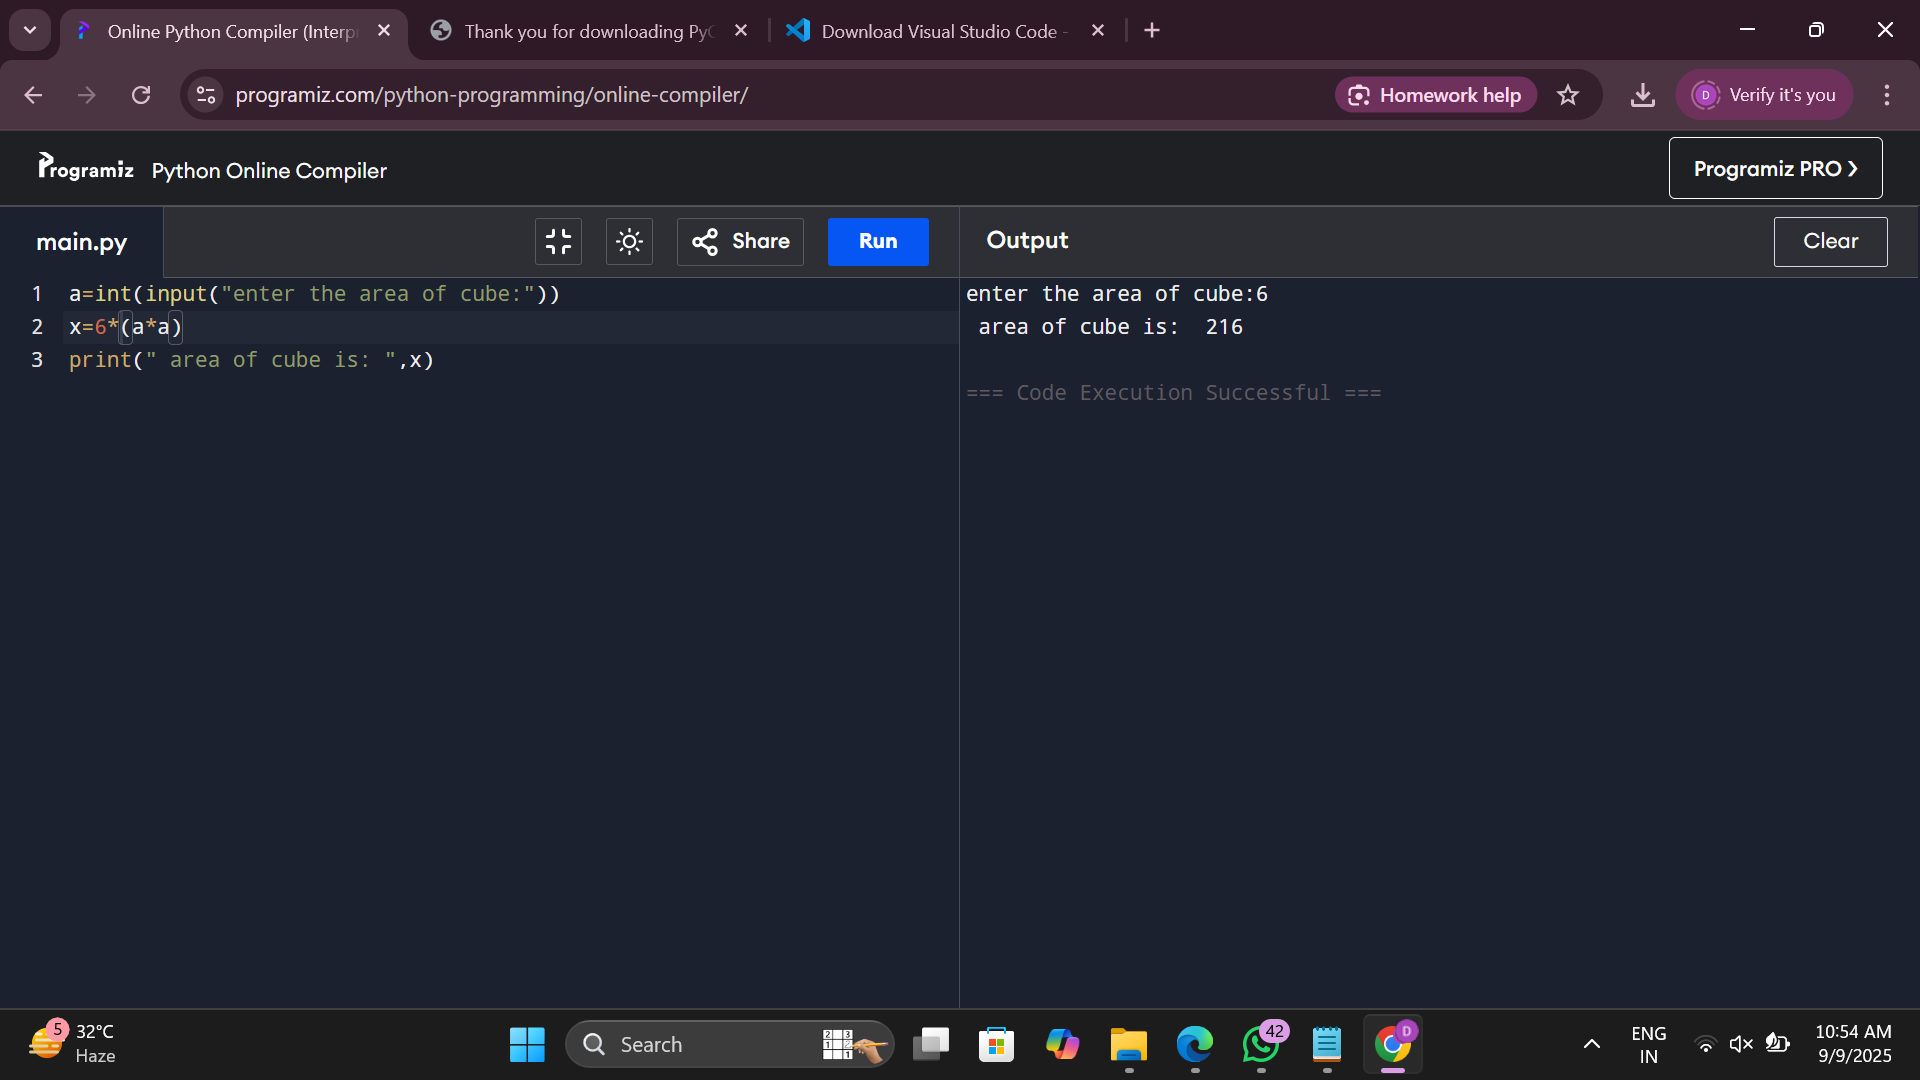 Online Python Compiler (Interp
Thank you for downloading PyC
Download Visual Studio Code -
programiz.com/python-programming/online-compiler/
Homework help
D
Verify it's you
Programiz
Python Online Compiler
Programiz PRO ❯
main.py
Share
Run
Output
Clear
1 a=int(input("enter the area of cube:"))
2 x=6*(a*a)
3 print(" area of cube is: ",x)
enter the area of cube:6
area of cube is:  216
=== Code Execution Successful ===
5
32°C
Haze
Search
42
D
ENG
IN
10:54 AM
9/9/2025